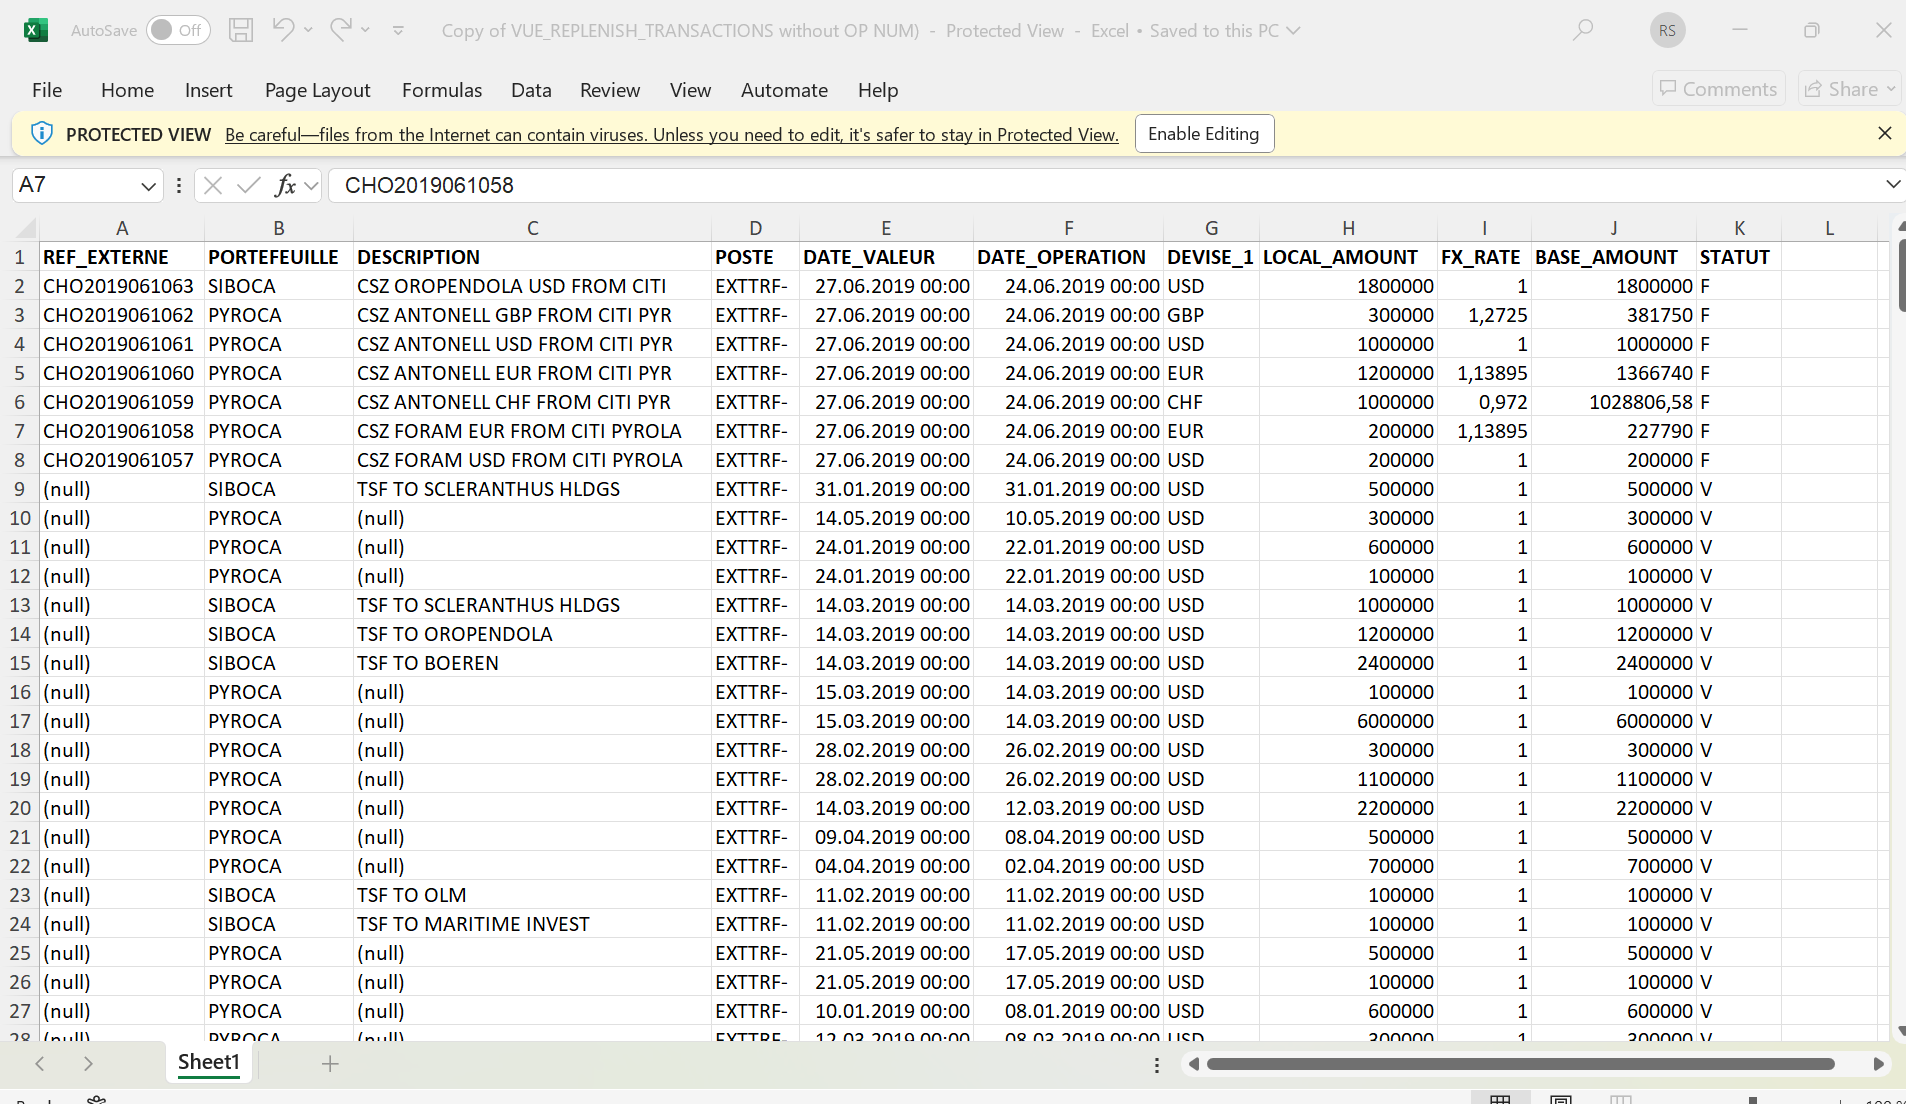 AutoSave Off Copy of VUE_REPLENISH_TRANSACTIONS without OP NUM) - Protected View - Excel • Saved to this PC RS
File Home Insert Page Layout Formulas Data Review View Automate Help Comments Share
PROTECTED VIEW Be careful—files from the Internet can contain viruses. Unless you need to edit, it's safer to stay in Protected View. Enable Editing
A7 fx CHO2019061058
A B C D E F G H I J K L
1 REF_EXTERNE PORTEFEUILLE DESCRIPTION POSTE DATE_VALEUR DATE_OPERATION DEVISE_1 LOCAL_AMOUNT FX_RATE BASE_AMOUNT STATUT
2 CHO2019061063 SIBOCA CSZ OROPENDOLA USD FROM CITI EXTTRF- 27.06.2019 00:00 24.06.2019 00:00 USD 1800000 1 1800000 F
3 CHO2019061062 PYROCA CSZ ANTONELL GBP FROM CITI PYR EXTTRF- 27.06.2019 00:00 24.06.2019 00:00 GBP 300000 1,2725 381750 F
4 CHO2019061061 PYROCA CSZ ANTONELL USD FROM CITI PYR EXTTRF- 27.06.2019 00:00 24.06.2019 00:00 USD 1000000 1 1000000 F
5 CHO2019061060 PYROCA CSZ ANTONELL EUR FROM CITI PYR EXTTRF- 27.06.2019 00:00 24.06.2019 00:00 EUR 1200000 1,13895 1366740 F
6 CHO2019061059 PYROCA CSZ ANTONELL CHF FROM CITI PYR EXTTRF- 27.06.2019 00:00 24.06.2019 00:00 CHF 1000000 0,972 1028806,58 F
7 CHO2019061058 PYROCA CSZ FORAM EUR FROM CITI PYROLA EXTTRF- 27.06.2019 00:00 24.06.2019 00:00 EUR 200000 1,13895 227790 F
8 CHO2019061057 PYROCA CSZ FORAM USD FROM CITI PYROLA EXTTRF- 27.06.2019 00:00 24.06.2019 00:00 USD 200000 1 200000 F
9 (null) SIBOCA TSF TO SCLERANTHUS HLDGS EXTTRF- 31.01.2019 00:00 31.01.2019 00:00 USD 500000 1 500000 V
10 (null) PYROCA (null) EXTTRF- 14.05.2019 00:00 10.05.2019 00:00 USD 300000 1 300000 V
11 (null) PYROCA (null) EXTTRF- 24.01.2019 00:00 22.01.2019 00:00 USD 600000 1 600000 V
12 (null) PYROCA (null) EXTTRF- 24.01.2019 00:00 22.01.2019 00:00 USD 100000 1 100000 V
13 (null) SIBOCA TSF TO SCLERANTHUS HLDGS EXTTRF- 14.03.2019 00:00 14.03.2019 00:00 USD 1000000 1 1000000 V
14 (null) SIBOCA TSF TO OROPENDOLA EXTTRF- 14.03.2019 00:00 14.03.2019 00:00 USD 1200000 1 1200000 V
15 (null) SIBOCA TSF TO BOEREN EXTTRF- 14.03.2019 00:00 14.03.2019 00:00 USD 2400000 1 2400000 V
16 (null) PYROCA (null) EXTTRF- 15.03.2019 00:00 14.03.2019 00:00 USD 100000 1 100000 V
17 (null) PYROCA (null) EXTTRF- 15.03.2019 00:00 14.03.2019 00:00 USD 6000000 1 6000000 V
18 (null) PYROCA (null) EXTTRF- 28.02.2019 00:00 26.02.2019 00:00 USD 300000 1 300000 V
19 (null) PYROCA (null) EXTTRF- 28.02.2019 00:00 26.02.2019 00:00 USD 1100000 1 1100000 V
20 (null) PYROCA (null) EXTTRF- 14.03.2019 00:00 12.03.2019 00:00 USD 2200000 1 2200000 V
21 (null) PYROCA (null) EXTTRF- 09.04.2019 00:00 08.04.2019 00:00 USD 500000 1 500000 V
22 (null) PYROCA (null) EXTTRF- 04.04.2019 00:00 02.04.2019 00:00 USD 700000 1 700000 V
23 (null) SIBOCA TSF TO OLM EXTTRF- 11.02.2019 00:00 11.02.2019 00:00 USD 100000 1 100000 V
24 (null) SIBOCA TSF TO MARITIME INVEST EXTTRF- 11.02.2019 00:00 11.02.2019 00:00 USD 100000 1 100000 V
25 (null) PYROCA (null) EXTTRF- 21.05.2019 00:00 17.05.2019 00:00 USD 500000 1 500000 V
26 (null) PYROCA (null) EXTTRF- 21.05.2019 00:00 17.05.2019 00:00 USD 100000 1 100000 V
27 (null) PYROCA (null) EXTTRF- 10.01.2019 00:00 08.01.2019 00:00 USD 600000 1 600000 V
28 (null) PYROCA (null) EXTTRF- 12.03.2019 00:00 08.03.2019 00:00 USD 300000 1 300000 V
Sheet1